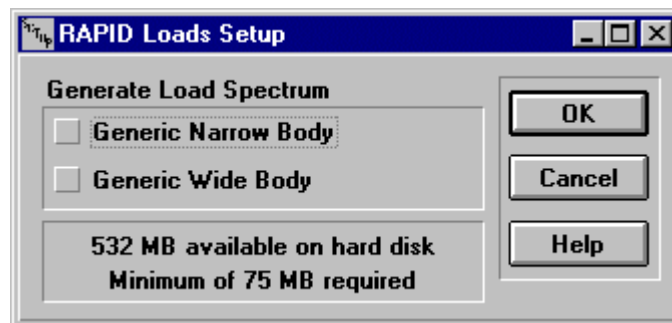 RAPID Loads Setup
Generate Load Spectrum
Generic Narrow Body
Generic Wide Body
532 MB available on hard disk
Minimum of 75 MB required
OK
Cancel
Help